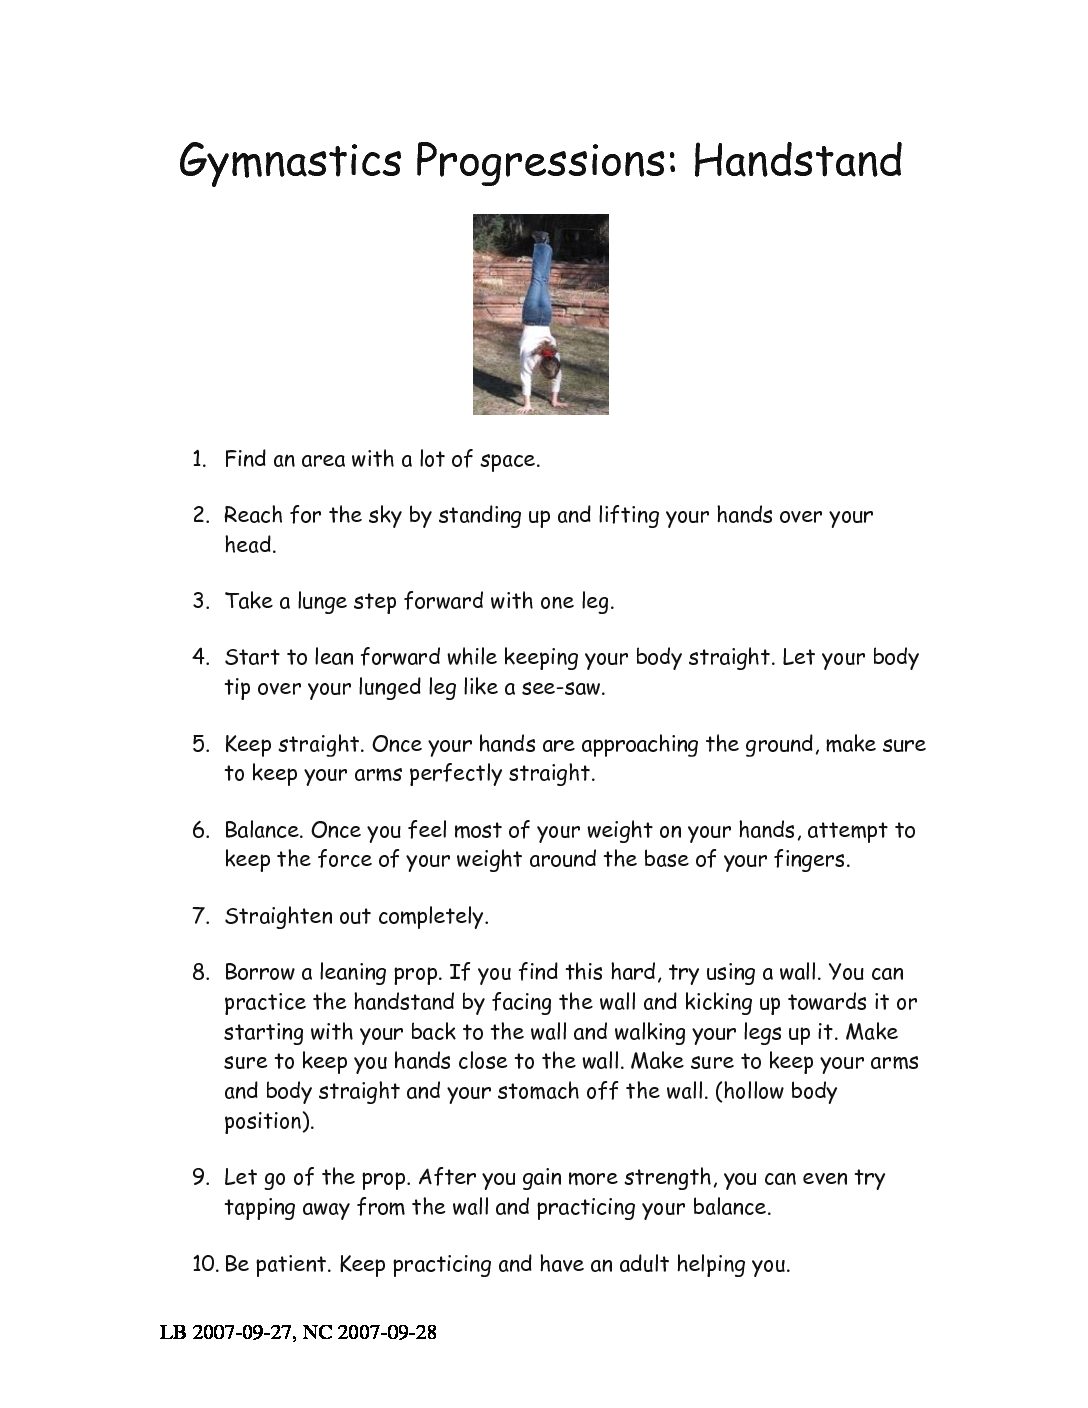 Gymnastics Progressions: Handstand
1. Find an area with a lot of space.
2. Reach for the sky by standing up and lifting your hands over your
head.
3. Take a lunge step forward with one leg.
4. Start to lean forward while keeping your body straight. Let your body
tip over your lunged leg like a see-saw.
5. Keep straight. Once your hands are approaching the ground, make sure
to keep your arms perfectly straight.
6. Balance. Once you feel most of your weight on your hands, attempt to
keep the force of your weight around the base of your fingers.
7. Straighten out completely.
8. Borrow a leaning prop. If you find this hard, try using a wall. You can
practice the handstand by facing the wall and kicking up towards it or
starting with your back to the wall and walking your legs up it. Make
sure to keep you hands close to the wall. Make sure to keep your arms
and body straight and your stomach off the wall. (hollow body
position).
9. Let go of the prop. After you gain more strength, you can even try
tapping away from the wall and practicing your balance.
10. Be patient. Keep practicing and have an adult helping you.
LB 2007-09-27, NC 2007-09-28